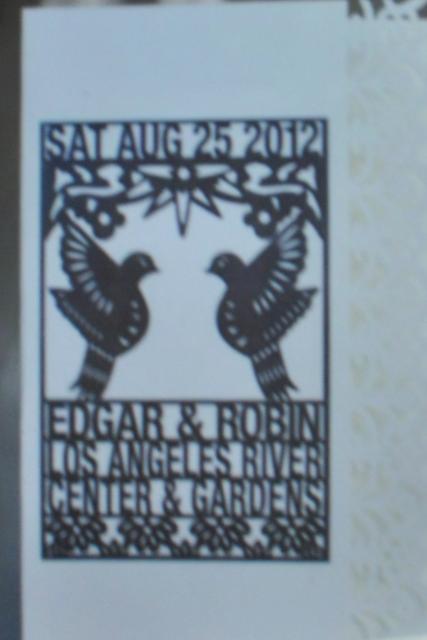 SAT AUG 25 2012
EDGAR & ROBIN
LOS ANGELES RIVER
CENTER & GARDENS